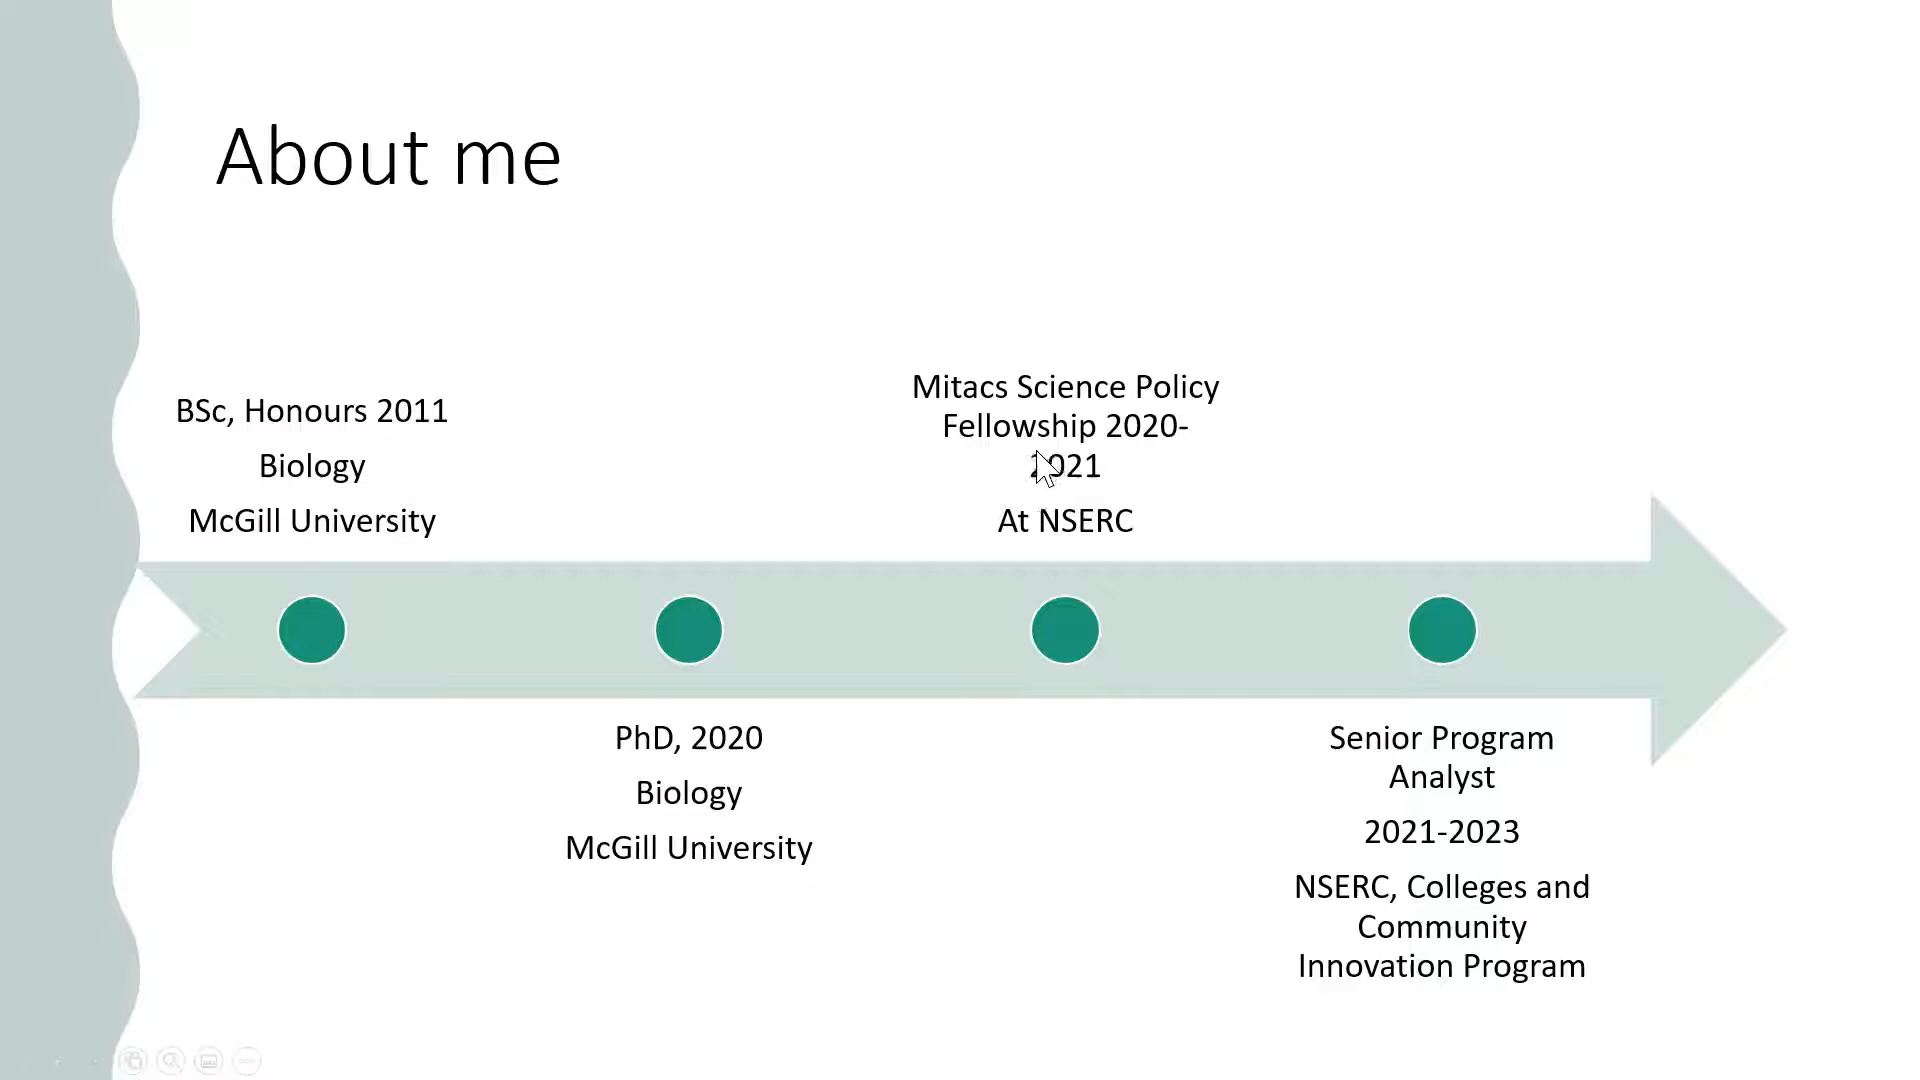 About me
BSc, Honours 2011
Biology
McGill University
PhD, 2020
Biology
McGill University
Mitacs Science Policy
Fellowship 2020-
2021
At NSERC
Senior Program
Analyst
2021-2023
NSERC, Colleges and
Community
Innovation Program